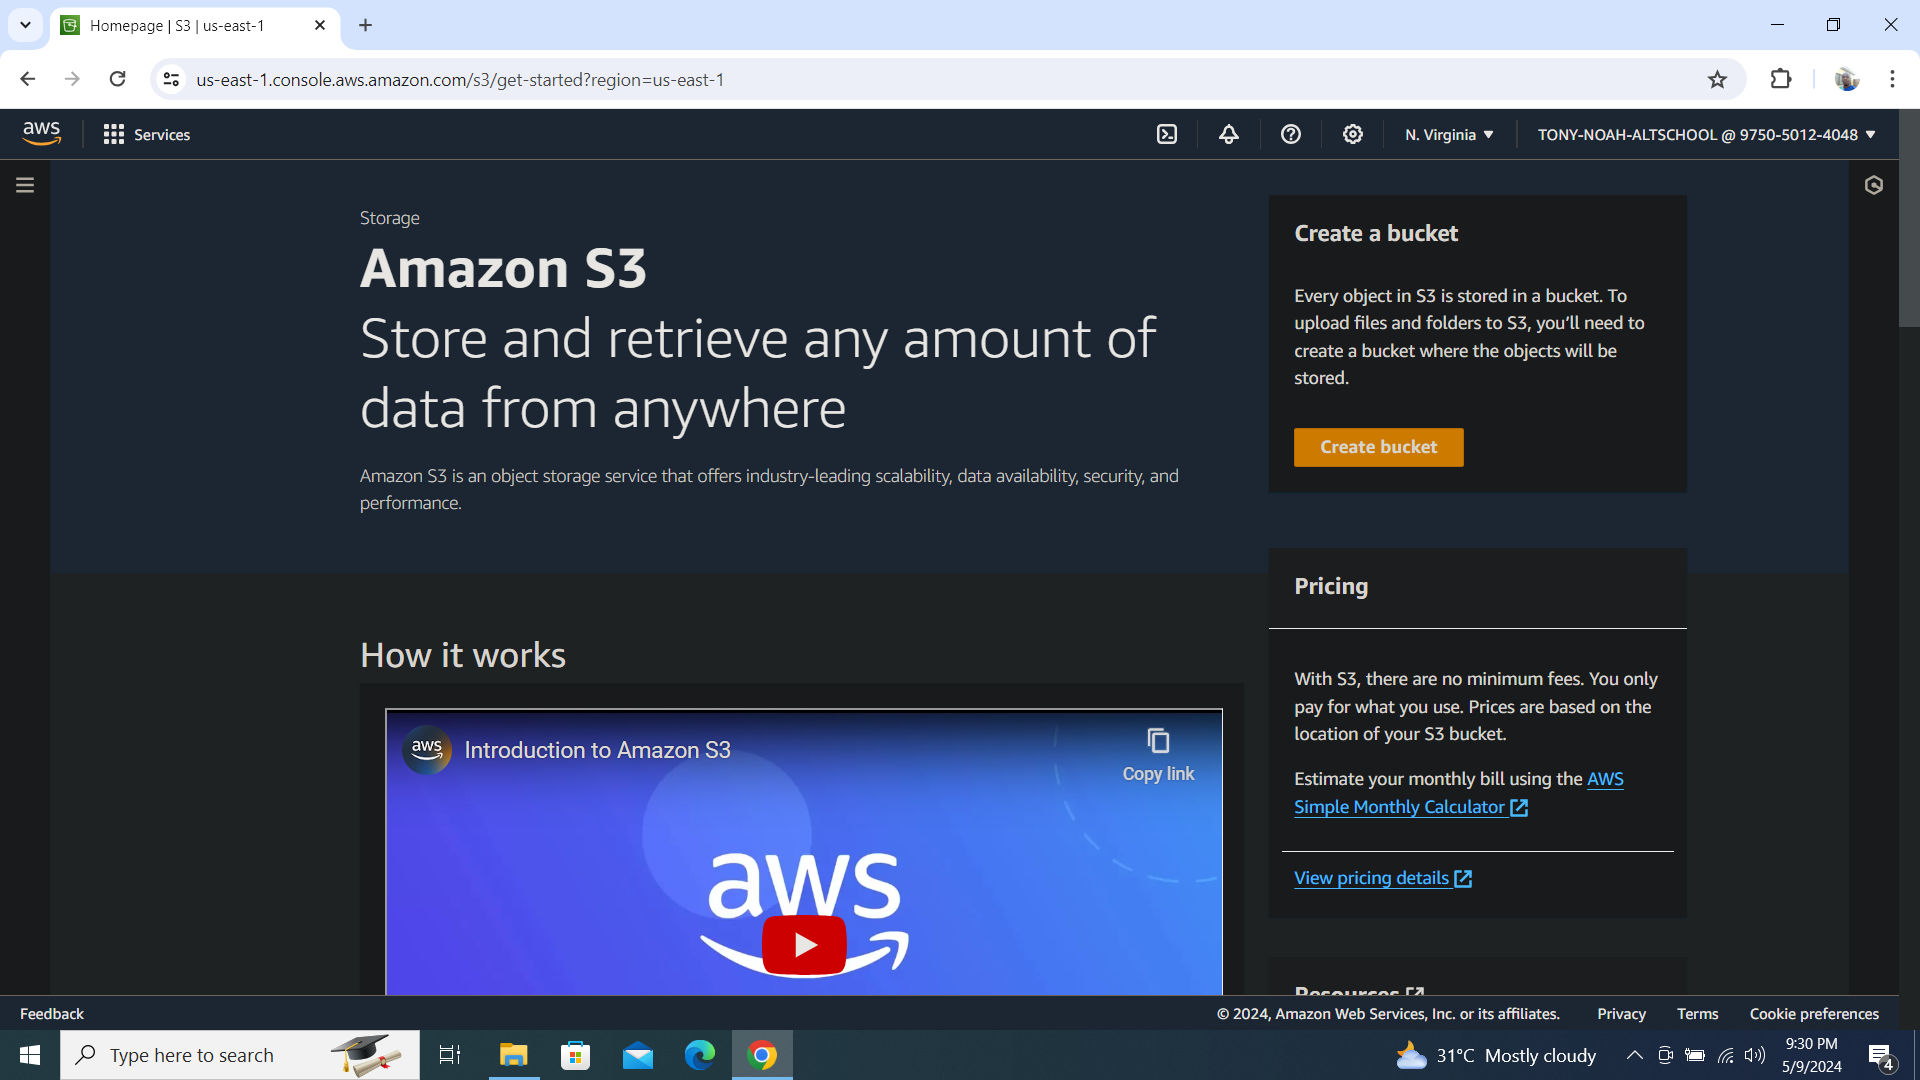 Homepage | S3 | us-east-1
us-east-1.console.aws.amazon.com/s3/get-started?region=us-east-1
aws
Services
N. Virginia
TONY-NOAH-ALTSCHOOL @ 9750-5012-4048
Storage
Amazon S3
Store and retrieve any amount of
data from anywhere
Amazon S3 is an object storage service that offers industry-leading scalability, data availability, security, and
performance.
Create a bucket
Every object in S3 is stored in a bucket. To
upload files and folders to S3, you’ll need to
create a bucket where the objects will be
stored.
Create bucket
How it works
aws
Introduction to Amazon S3
Copy link
aws
Pricing
With S3, there are no minimum fees. You only
pay for what you use. Prices are based on the
location of your S3 bucket.
Estimate your monthly bill using the AWS
Simple Monthly Calculator
View pricing details
Resources
Feedback
© 2024, Amazon Web Services, Inc. or its affiliates.
Privacy
Terms
Cookie preferences
Type here to search
31°C Mostly cloudy
9:30 PM
5/9/2024
4